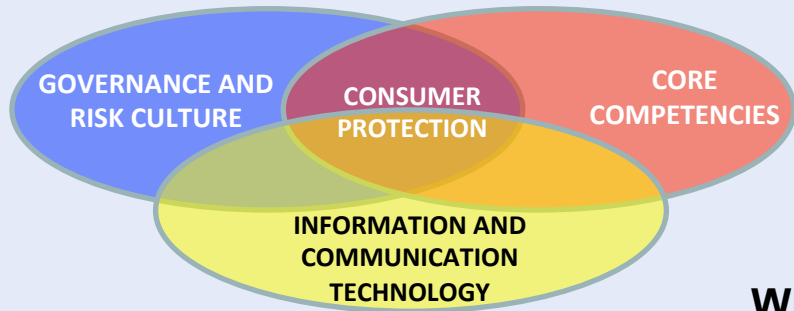 GOVERNANCE AND
RISK CULTURE
CONSUMER
PROTECTION
CORE
COMPETENCIES
INFORMATION AND
COMMUNICATION
TECHNOLOGY